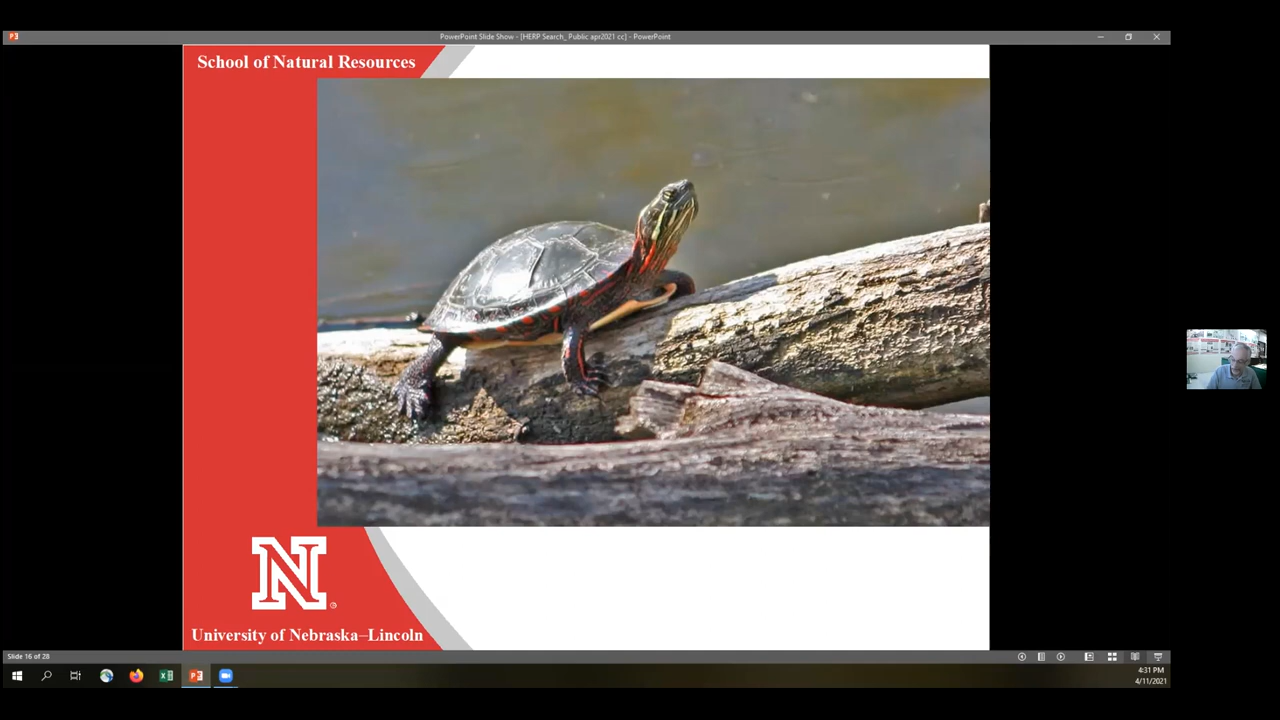 PowerPoint Slide Show - [HERP Search_ Public apr2021 cc] - PowerPoint
School of Natural Resources
N
University of Nebraska–Lincoln
Slide 16 of 28
4:31 PM
4/11/2021